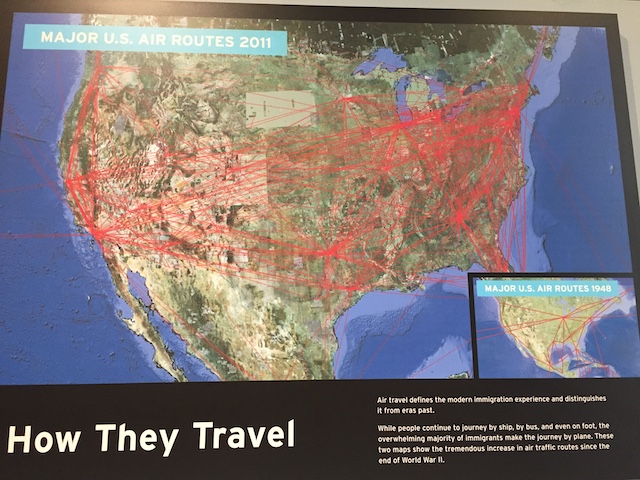 MAJOR U.S. AIR ROUTES 2011
MAJOR U.S. AIR ROUTES 1948
How They Travel
Air travel defines the modern immigration experience and distinguishes
it from eras past.
While people continue to journey by ship, by bus, and even on foot, the
overwhelming majority of immigrants make the journey by plane. These
two maps show the tremendous increase in air traffic routes since the
end of World War II.